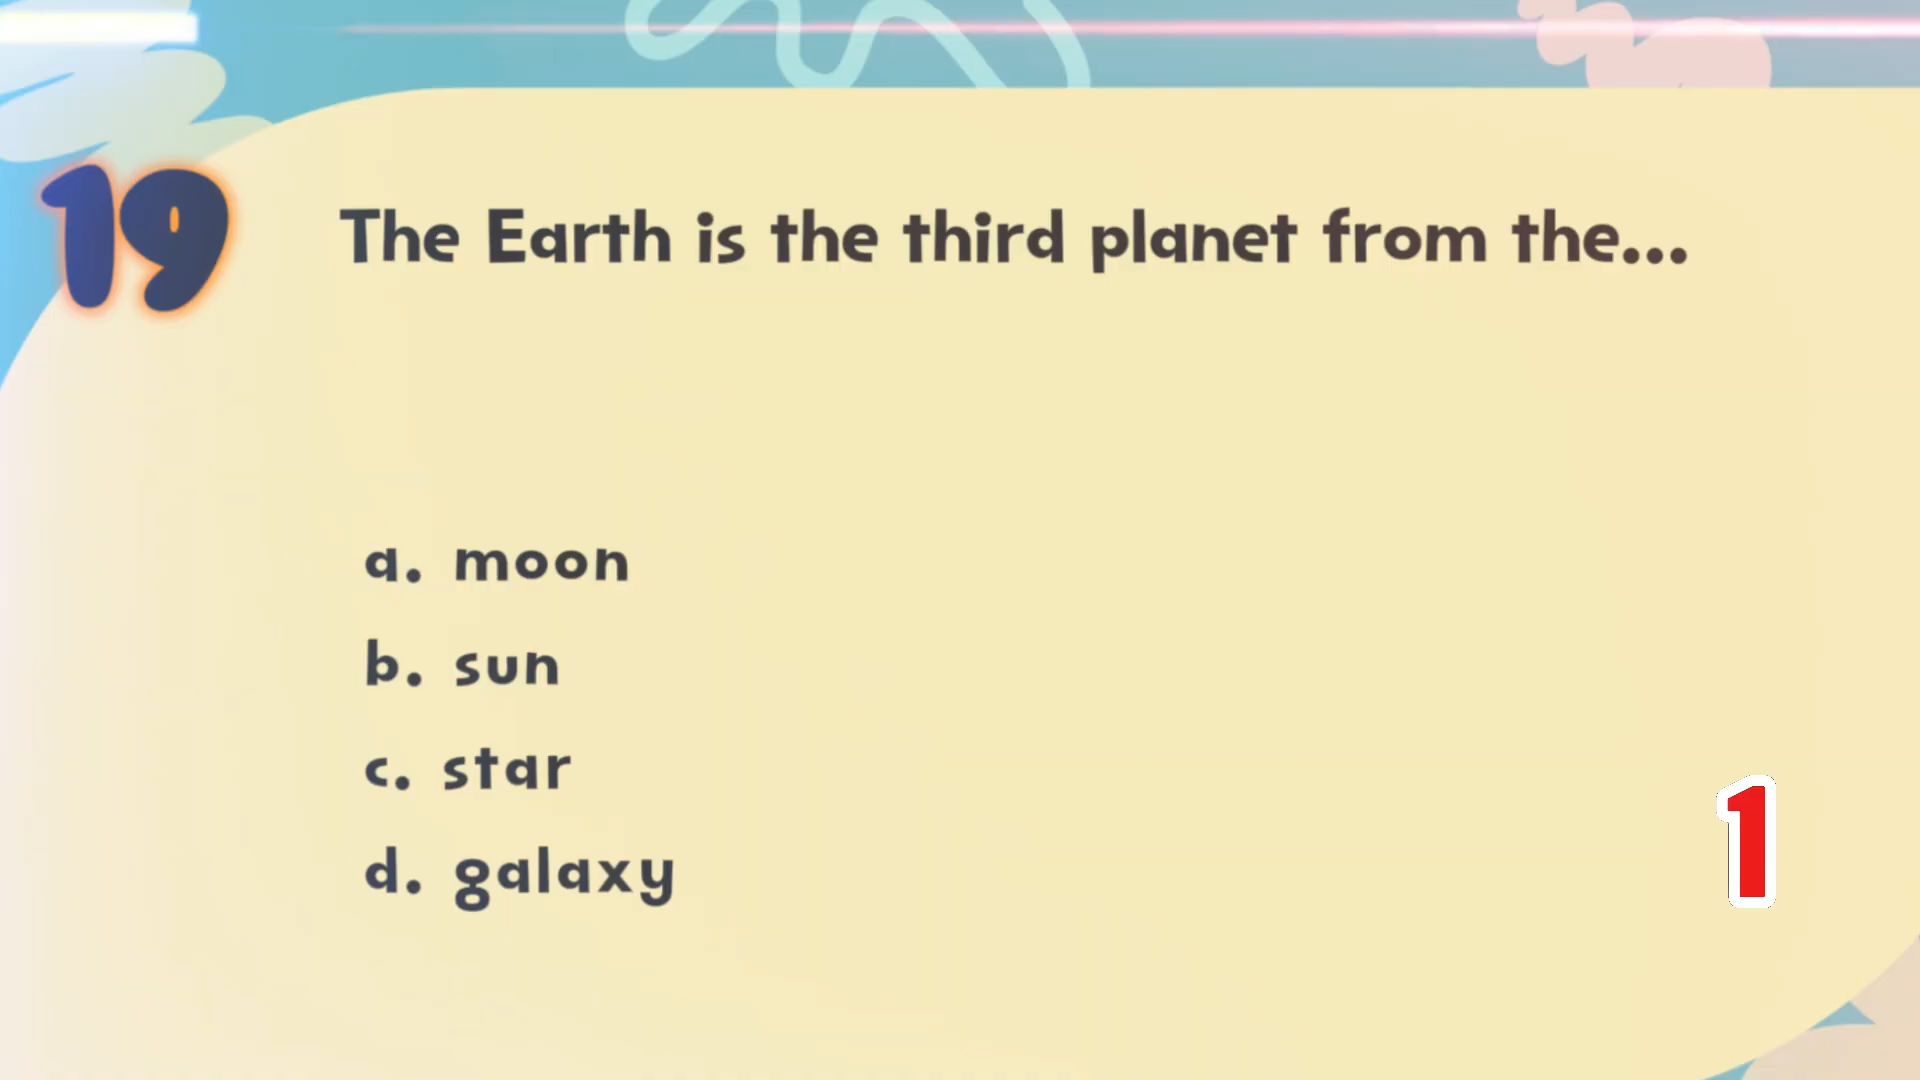 19
The Earth is the third planet from the...
a. moon
b. sun
c. star
d. galaxy
1